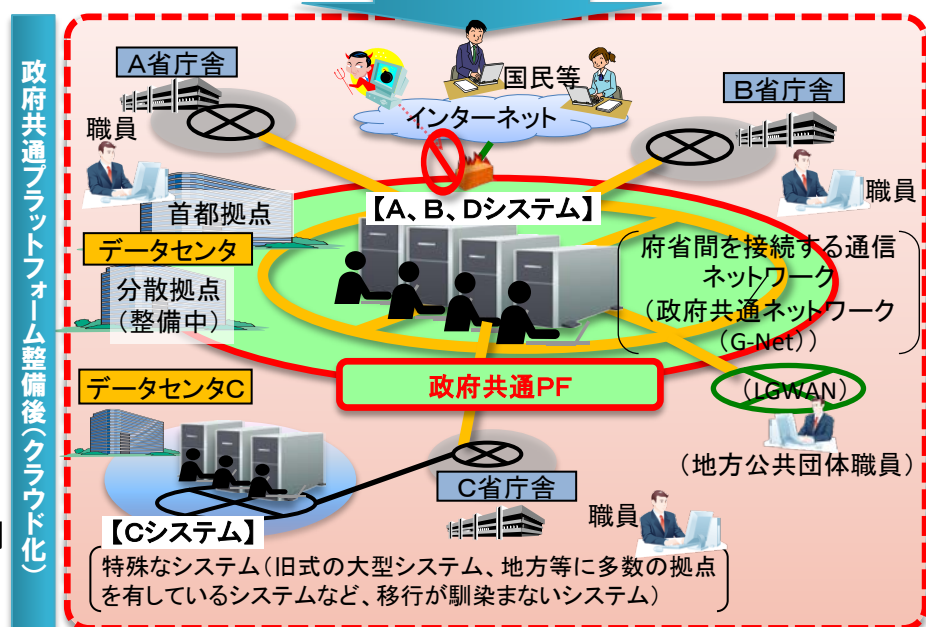 政府共通プラットフォーム整備後(クラウド化)
A省庁舎
職員
国民等
インターネット
B省庁舎
職員
首都拠点
データセンタ
分散拠点
(整備中)
【A、B、Dシステム】
府省間を接続する通信
ネットワーク
(政府共通ネットワーク
(G-Net))
政府共通PF
データセンタC
(LGWAN)
(地方公共団体職員)
C省庁舎
職員
【Cシステム】
特殊なシステム(旧式の大型システム、地方等に多数の拠点
を有しているシステムなど、移行が馴染まないシステム)